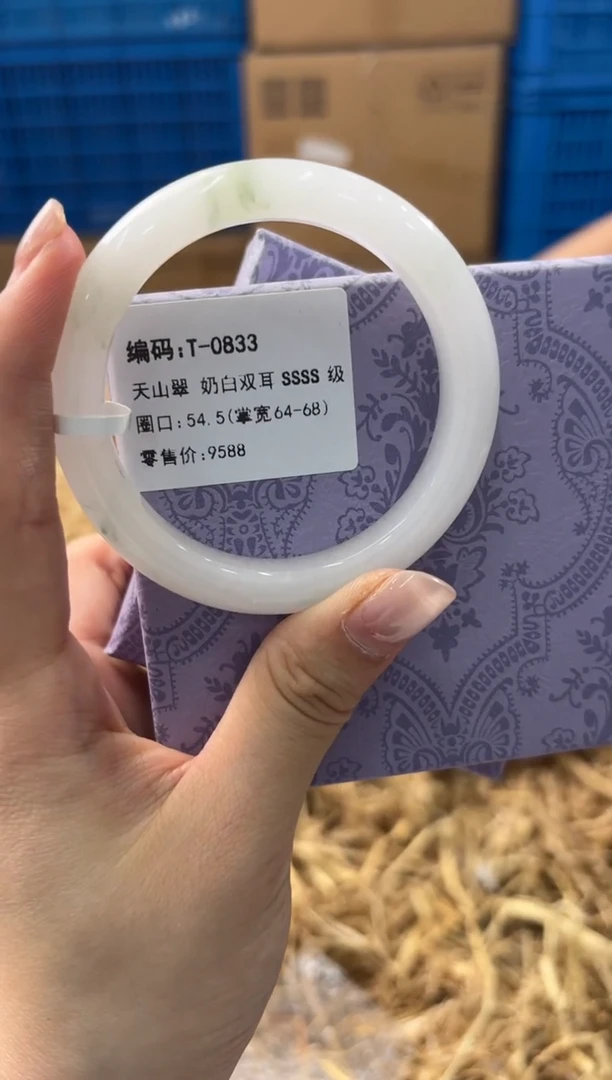 编码:T-0833
天山翠 奶白双耳 SSSS 级
圈口:54.5(掌宽64-68)
零售价:9588